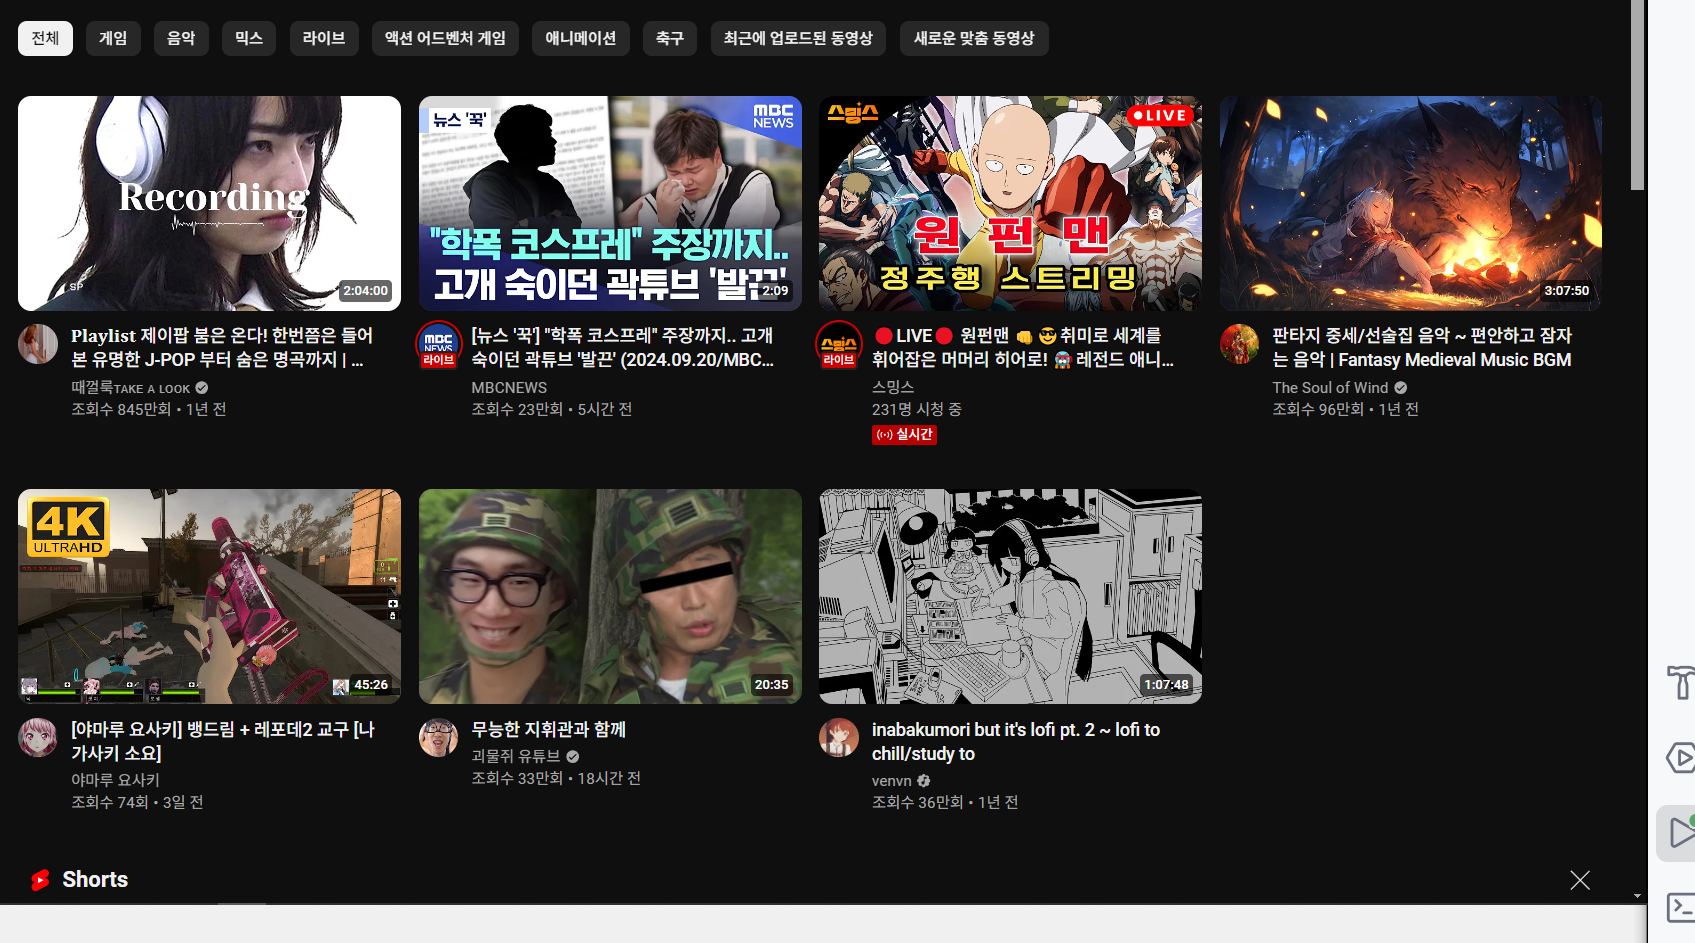 전체
게임
음악
믹스
라이브
액션 어드벤처 게임
애니메이션
축구
최근에 업로드된 동영상
새로운 맞춤 동영상
Recording
SP
2:04:00
뉴스 '꾹'
MBC
NEWS
"학폭 코스프레" 주장까지..
고개 숙이던 곽튜브 '발끈'
2:09
스밍스
LIVE
원 펀 맨
정주행 스트리밍
3:07:50
Playlist 제이팝 붐은 온다! 한번쯤은 들어
본 유명한 J-POP 부터 숨은 명곡까지 | ...
때껄룩TAKE A LOOK
조회수 845만회 • 1년 전
MBC
NEWS
라이브
[뉴스 '꾹'] "학폭 코스프레" 주장까지.. 고개
숙이던 곽튜브 '발끈' (2024.09.20/MBC...
MBCNEWS
조회수 23만회 • 5시간 전
스밍스
라이브
🔴LIVE🔴 원펀맨 👊😎취미로 세계를
휘어잡은 머머리 히어로! 🙈 레전드 애니...
스밍스
231명 시청 중
실시간
판타지 중세/선술집 음악 ~ 편안하고 잠자
는 음악 | Fantasy Medieval Music BGM
The Soul of Wind
조회수 96만회 • 1년 전
4K
ULTRAHD
45:26
20:35
1:07:48
[야마루 요사키] 뱅드림 + 레포데2 교구 [나
가사키 소요]
야마루 요사키
조회수 74회 • 3일 전
무능한 지휘관과 함께
괴물쥐 유튜브
조회수 33만회 • 18시간 전
inabakumori but it's lofi pt. 2 ~ lofi to
chill/study to
venvn
조회수 36만회 • 1년 전
Shorts